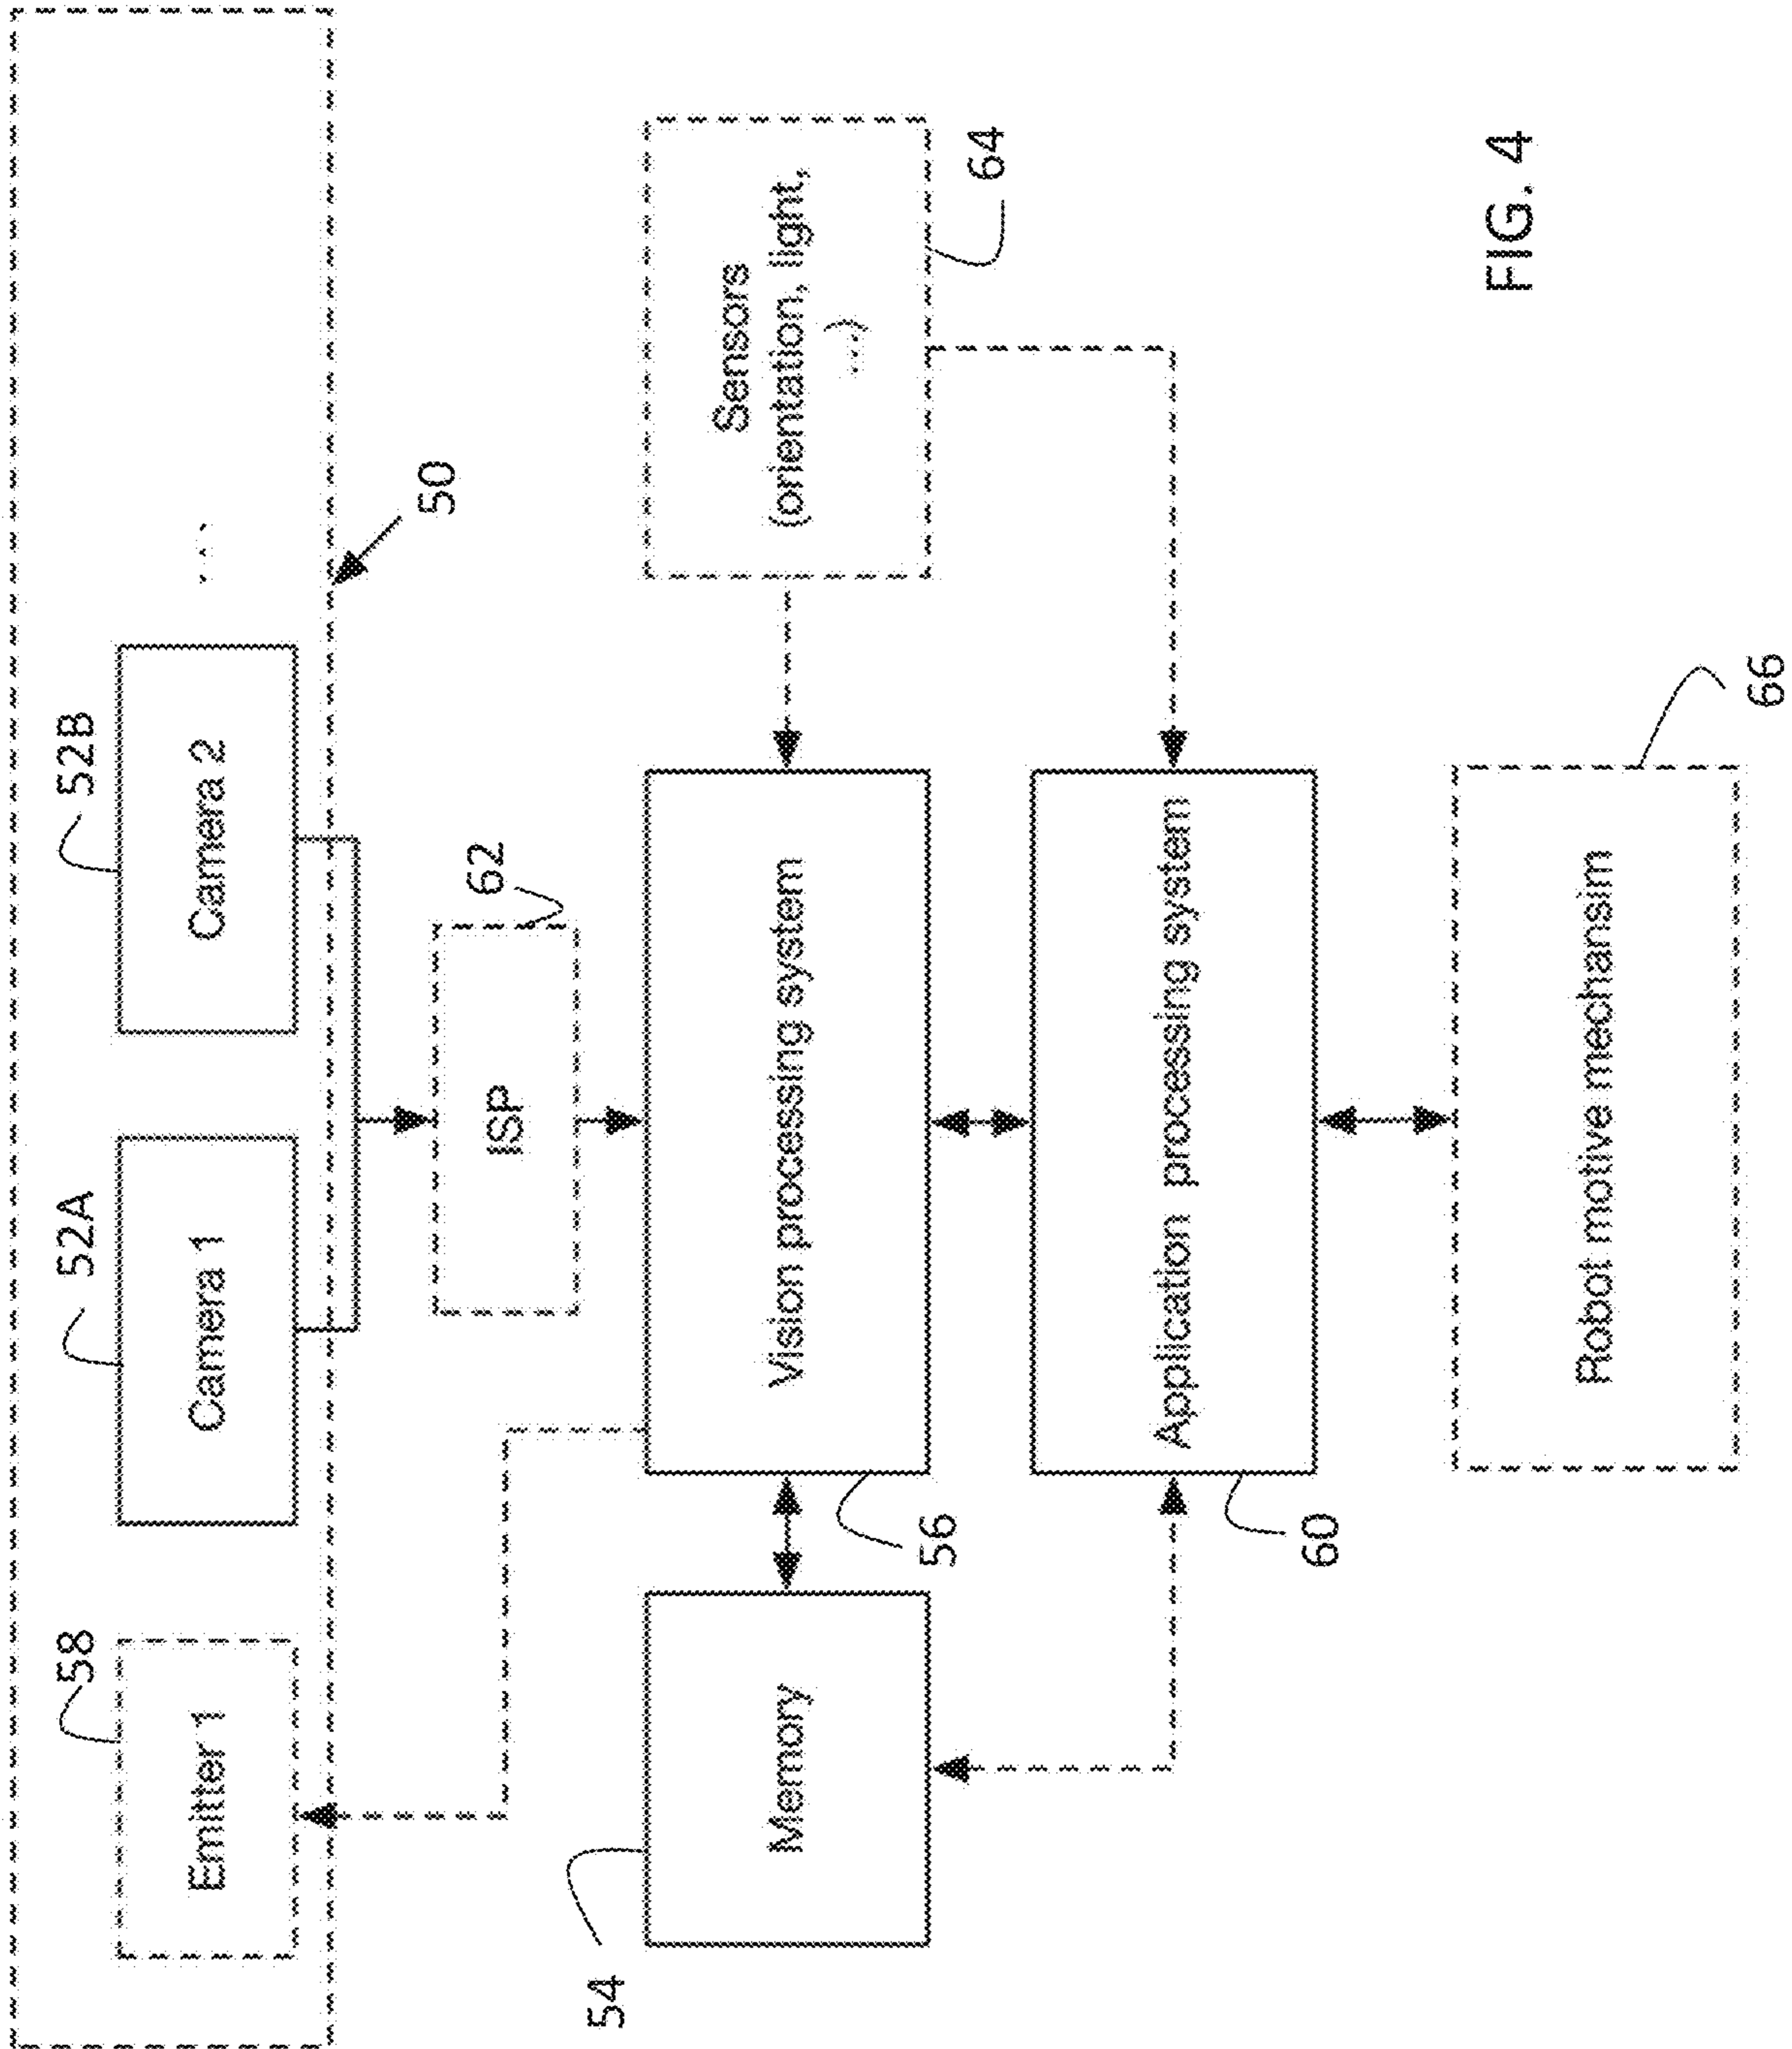 58
52A
52B
Emitter 1
Camera 1
Camera 2
...
50
62
ISP
54
Memory
Vision processing system
Sensors
(orientation, light,
...)
56
64
Application processing system
60
Robot motive mechansim
66
FIG. 4